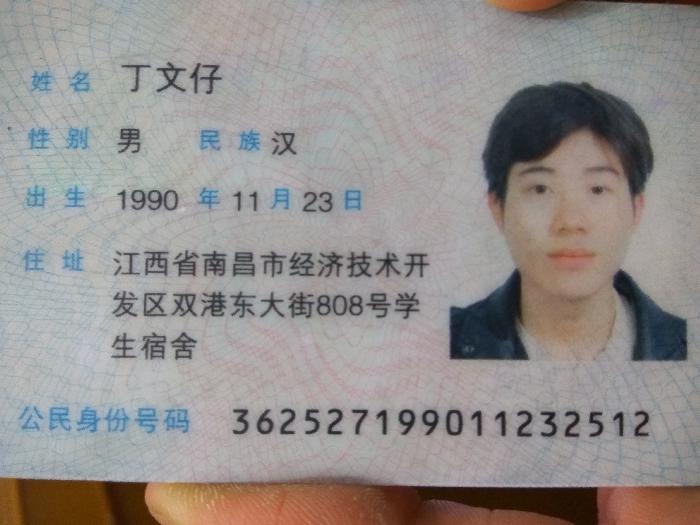 姓名 丁文仔
性别 男 民族 汉
出生 1990 年 11 月 23 日
住址 江西省南昌市经济技术开
发区双港东大街808号学
生宿舍
公民身份号码 362527199011232512